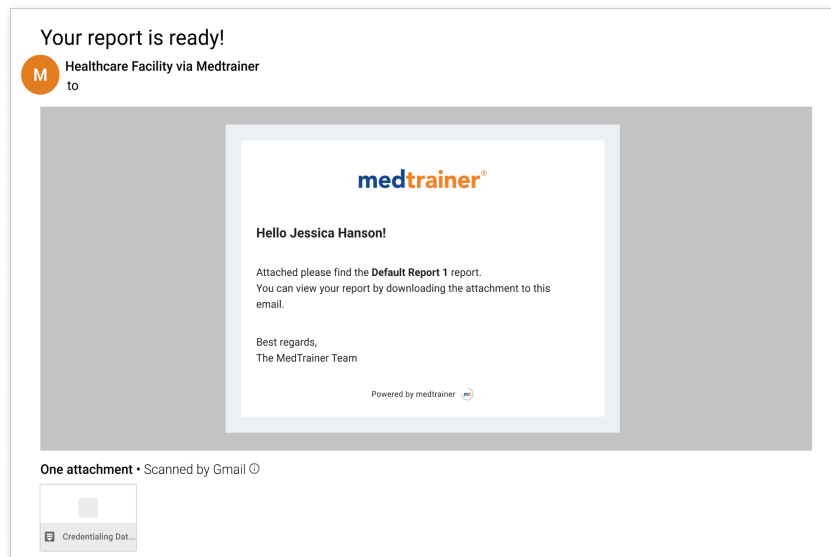 Your report is ready!
M
Healthcare Facility via Medtrainer
to
medtrainer®
Hello Jessica Hanson!
Attached please find the Default Report 1 report.
You can view your report by downloading the attachment to this
email.
Best regards,
The MedTrainer Team
Powered by medtrainer
One attachment • Scanned by Gmail
Credentialing Dat...